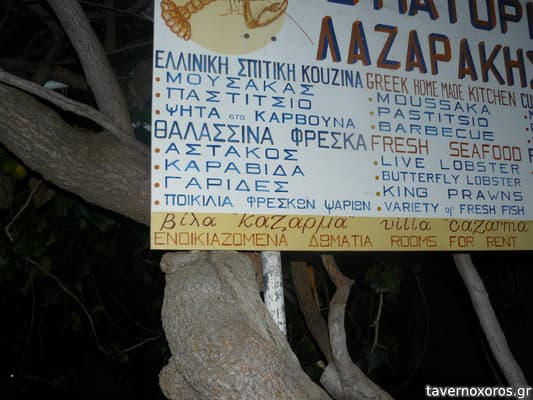 ΛΑΖΑΡΑΚΗΣ
ΕΛΛΗΝΙΚΗ ΣΠΙΤΙΚΗ ΚΟΥΖΙΝΑ GREEK HOME MADE KITCHEN
• ΜΟΥΣΑΚΑΣ • MOUSSAKA
• ΠΑΣΤΙΤΣΙΟ • PASTITSIO
• ΨΗΤΑ στα ΚΑΡΒΟΥΝΑ • BARBECUE
ΘΑΛΑΣΣΙΝΑ ΦΡΕΣΚΑ FRESH SEAFOOD
• ΑΣΤΑΚΟΣ • LIVE LOBSTER
• ΚΑΡΑΒΙΔΑ • BUTTERFLY LOBSTER
• ΓΑΡΙΔΕΣ • KING PRAWNS
• ΠΟΙΚΙΛΙΑ ΦΡΕΣΚΩΝ ΨΑΡΙΩΝ • VARIETY of FRESH FISH
βίλα "καζάρμα" villa cazarma
ΕΝΟΙΚΙΑΖΟΜΕΝΑ ΔΩΜΑΤΙΑ ROOMS FOR RENT
tavernoxoros.gr